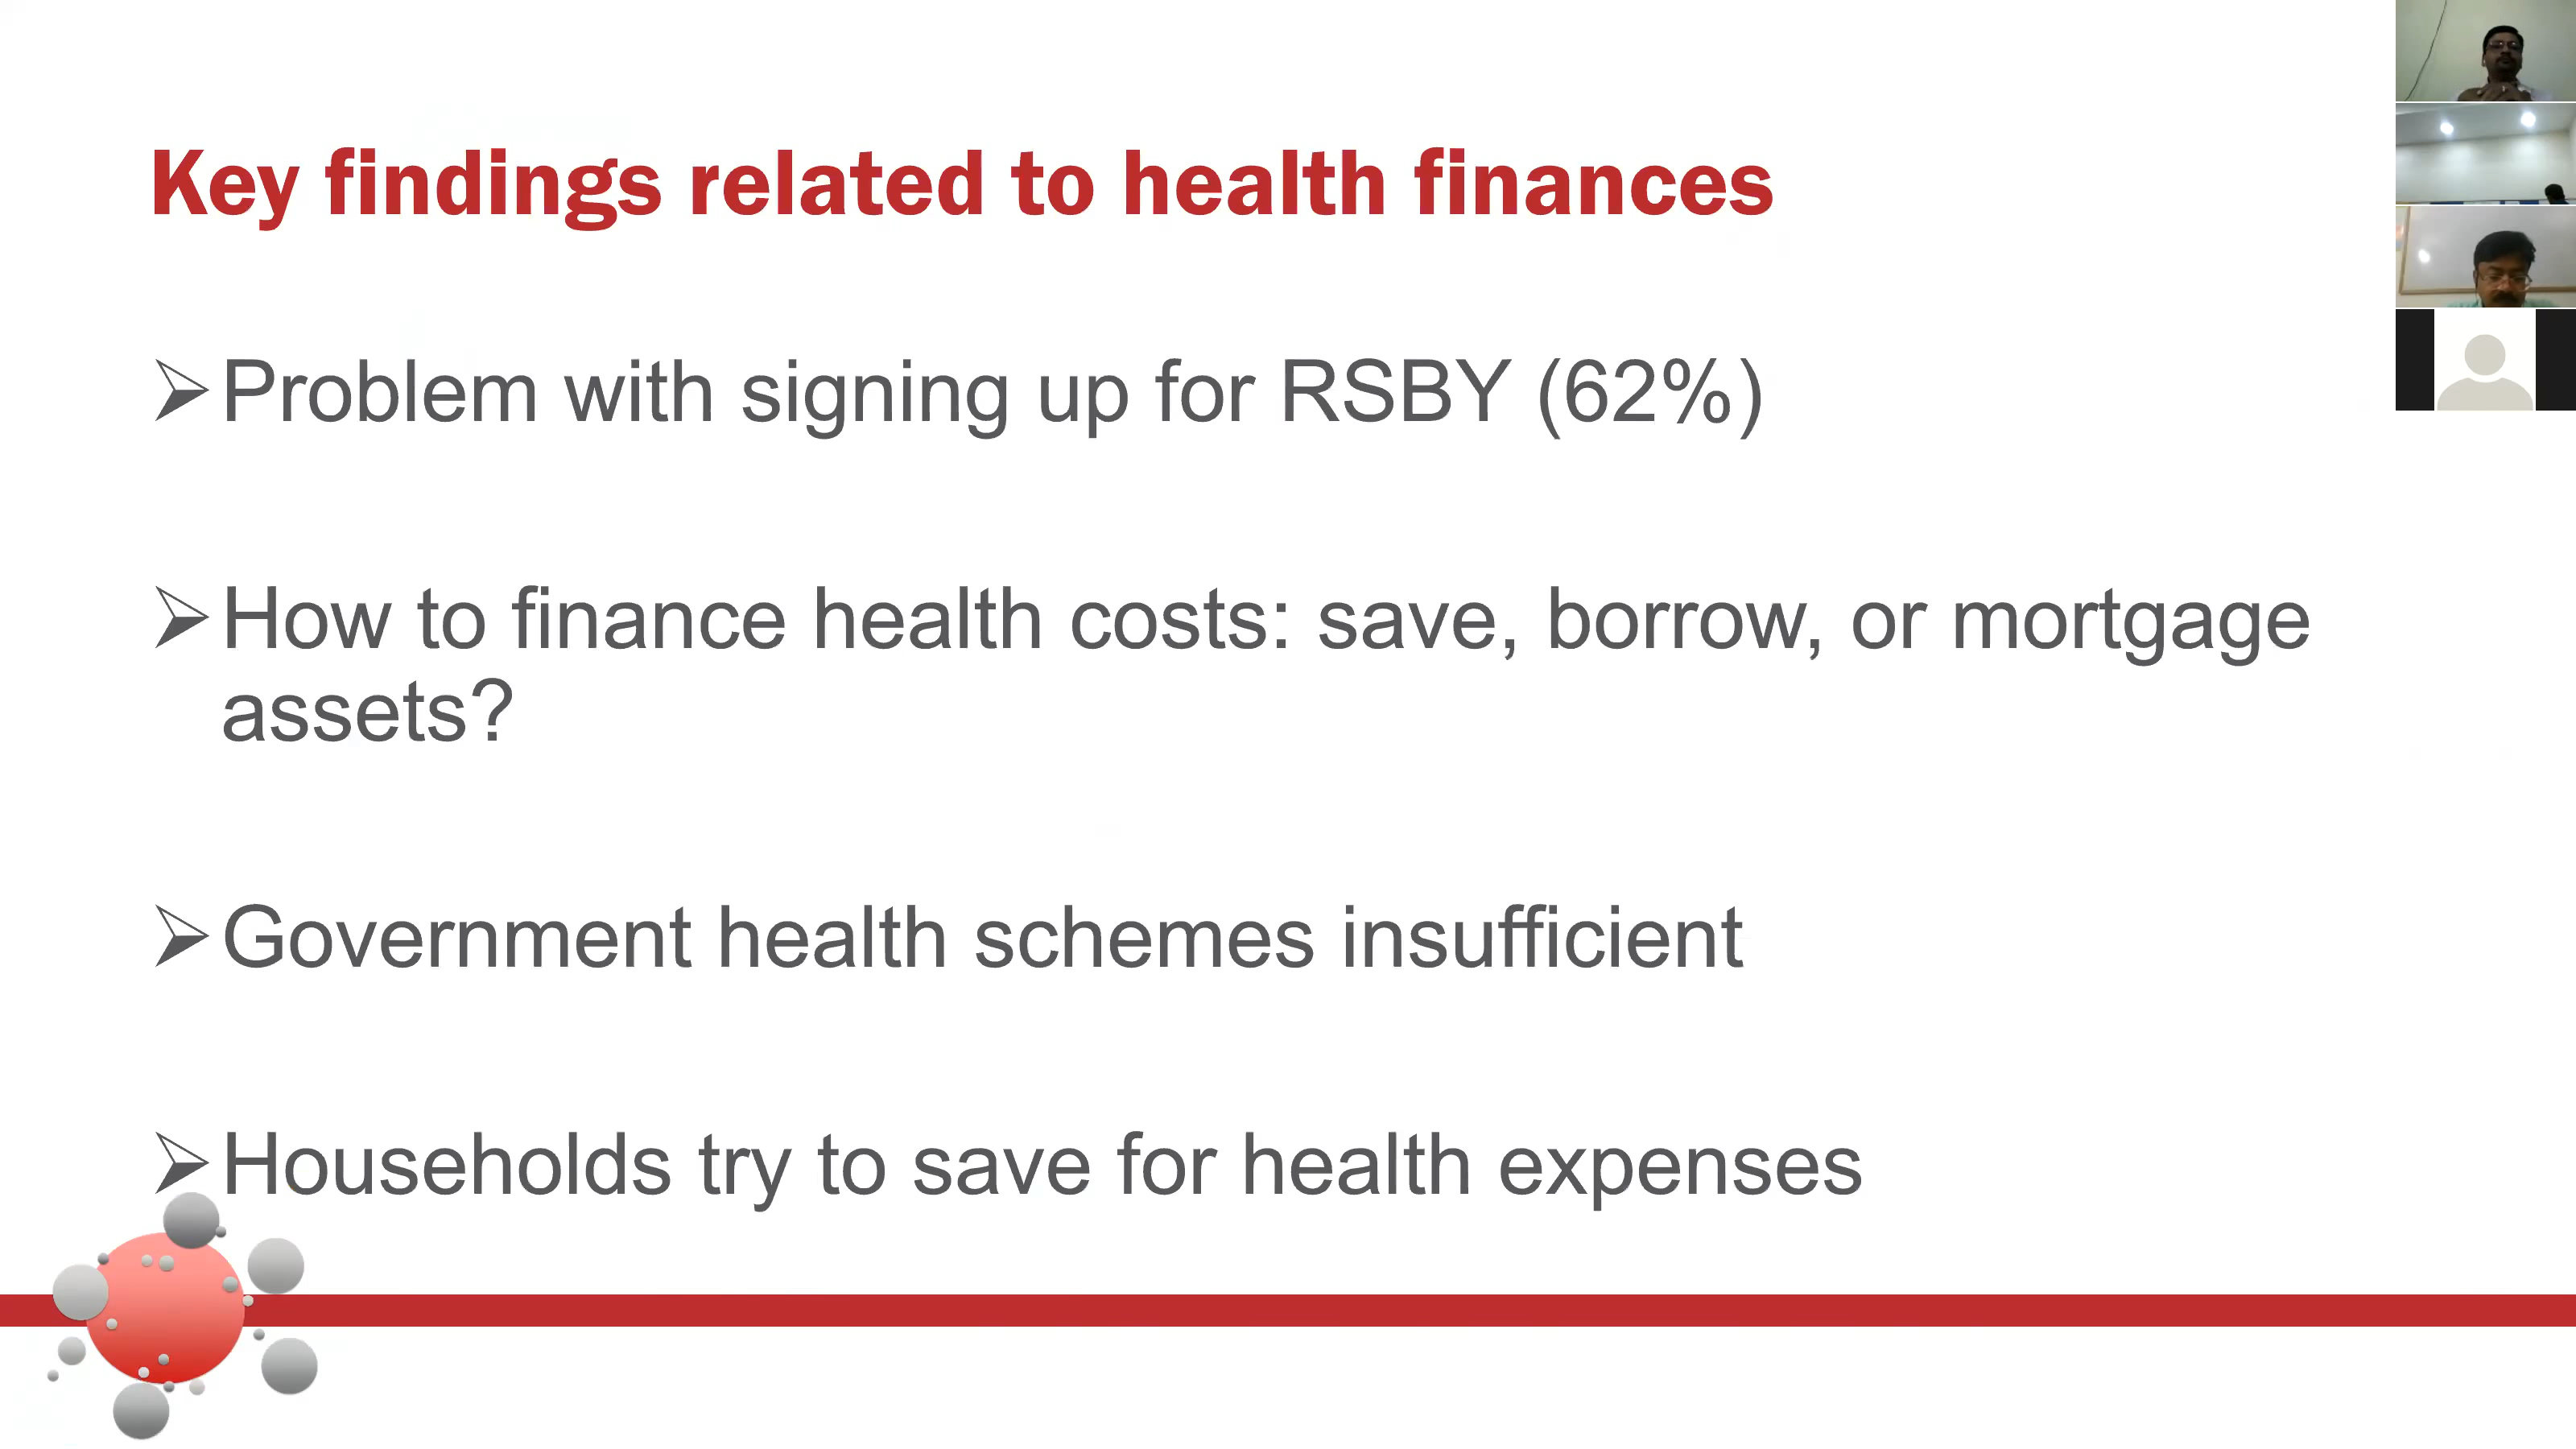 Key findings related to health finances
Problem with signing up for RSBY (62%)
How to finance health costs: save, borrow, or mortgage
assets?
Government health schemes insufficient
Households try to save for health expenses